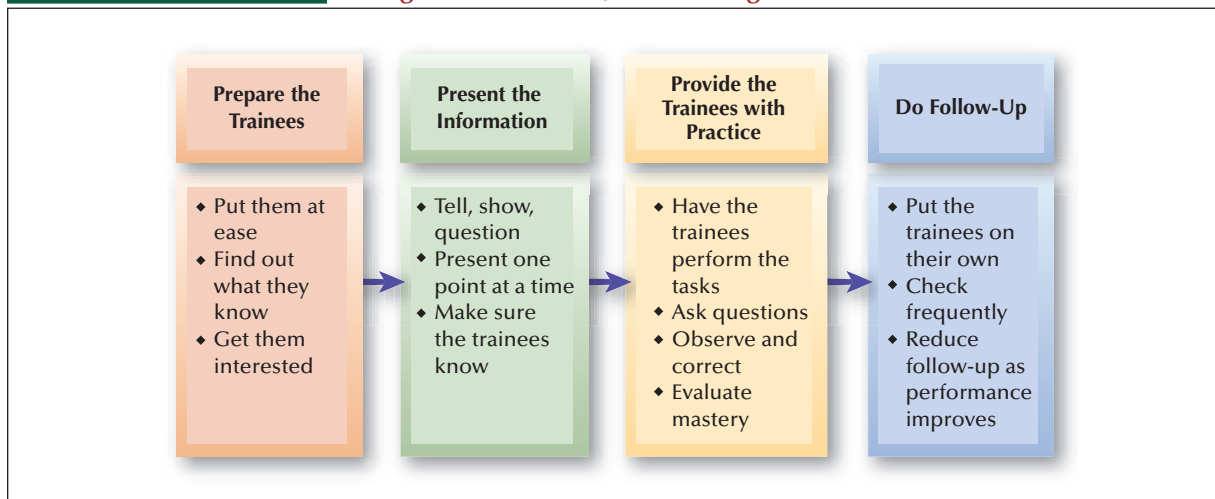 Prepare the
Trainees
Present the
Information
Provide the
Trainees with
Practice
Do Follow-Up
◆ Put them at
ease
◆ Find out
what they
know
◆ Get them
interested
◆ Tell, show,
question
◆ Present one
point at a time
◆ Make sure
the trainees
know
◆ Have the
trainees
perform the
tasks
◆ Ask questions
◆ Observe and
correct
◆ Evaluate
mastery
◆ Put the
trainees on
their own
◆ Check
frequently
◆ Reduce
follow-up as
performance
improves